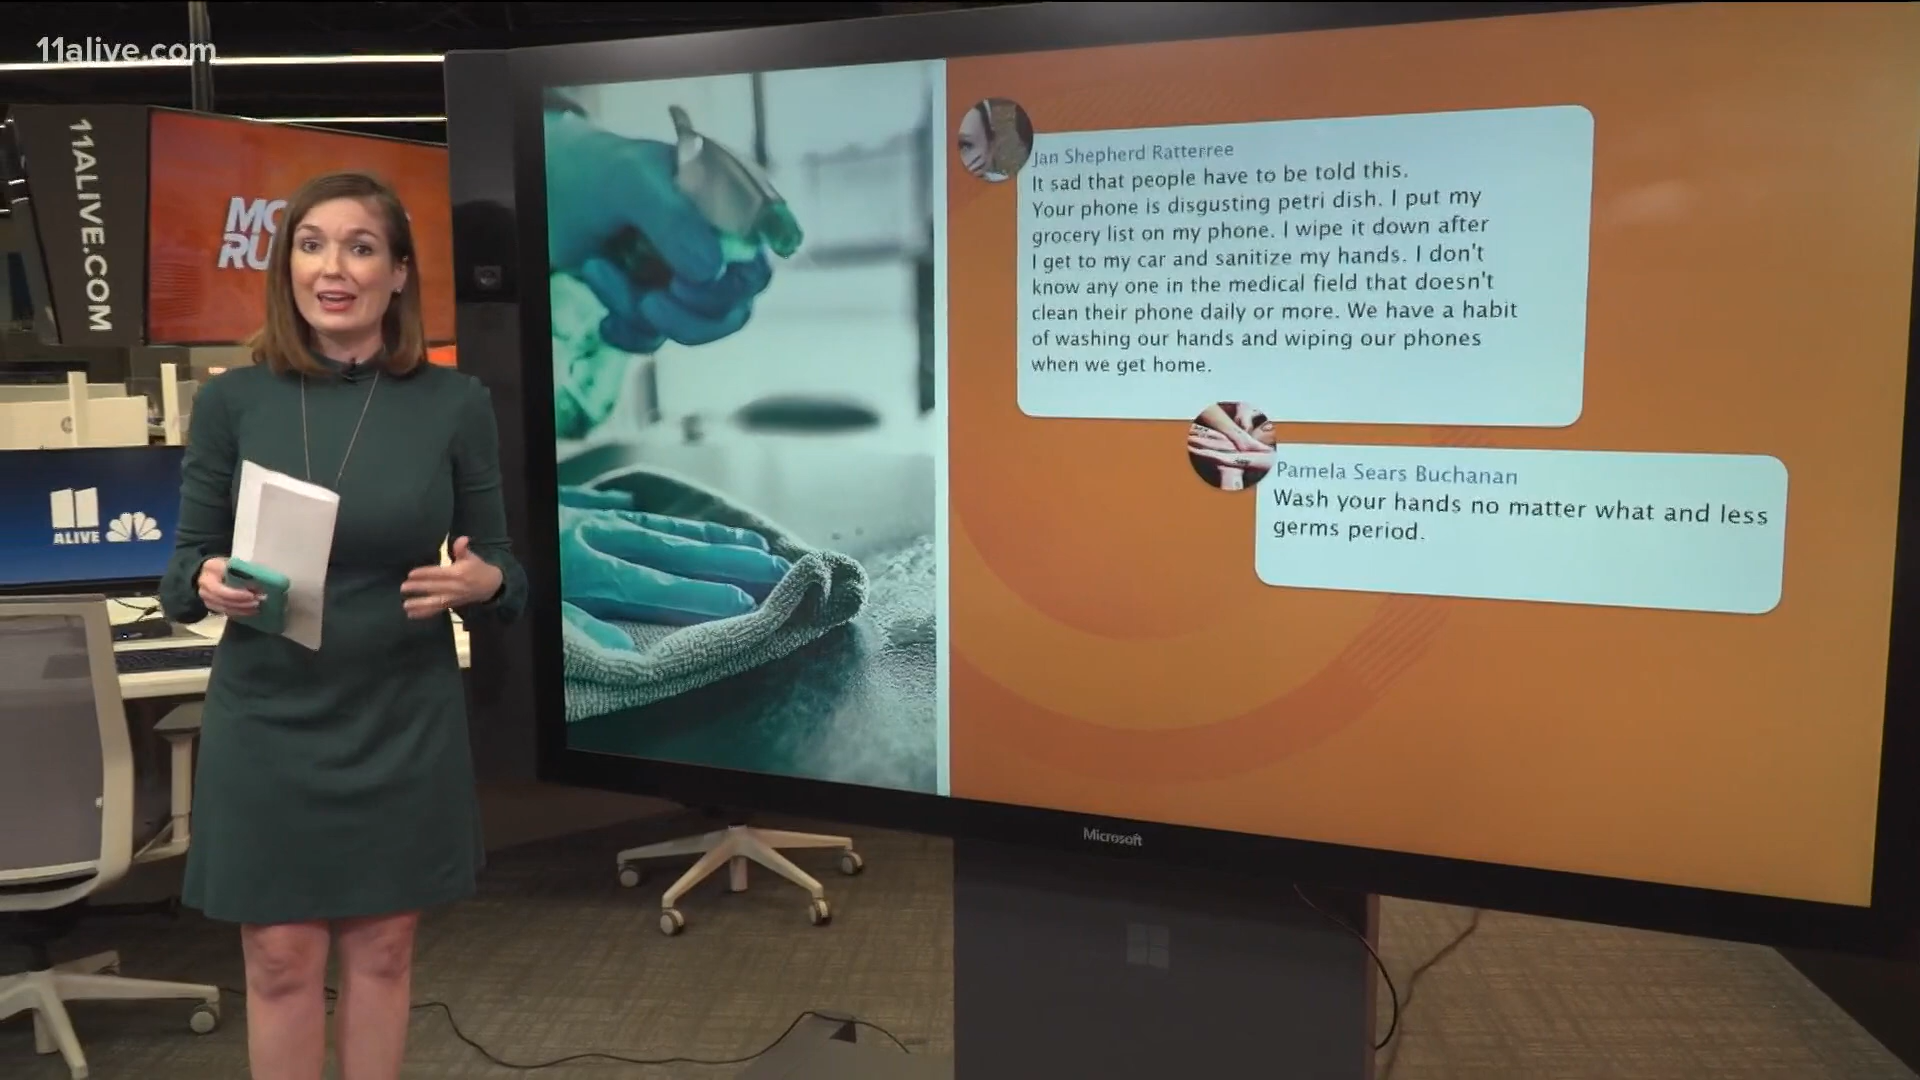 11alive.com
11ALIVE.COM
RU
11
ALIVE
Jan Shepherd Ratterree
It sad that people have to be told this.
Your phone is disgusting petri dish. I put my
grocery list on my phone. I wipe it down after
I get to my car and sanitize my hands. I don't
know any one in the medical field that doesn't
clean their phone daily or more. We have a habit
of washing our hands and wiping our phones
when we get home.
Pamela Sears Buchanan
Wash your hands no matter what and less
germs period.
Microsoft